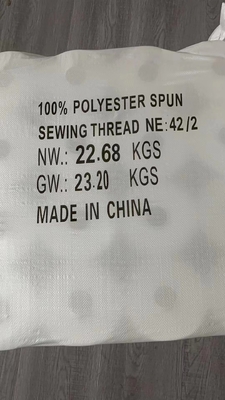 100% POLYESTER SPUN
SEWING THREAD NE: 42/2
NW.: 22.68 KGS
GW.: 23.20 KGS
MADE IN CHINA